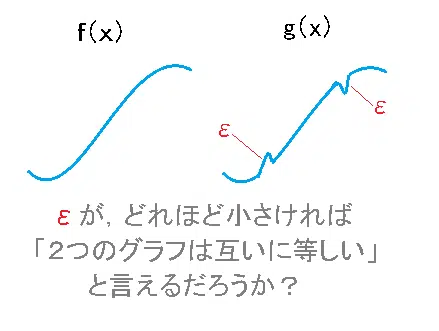 f(x)
g(x)
ε
ε
εが，どれほど小さければ
「2つのグラフは互いに等しい」
と言えるだろうか？